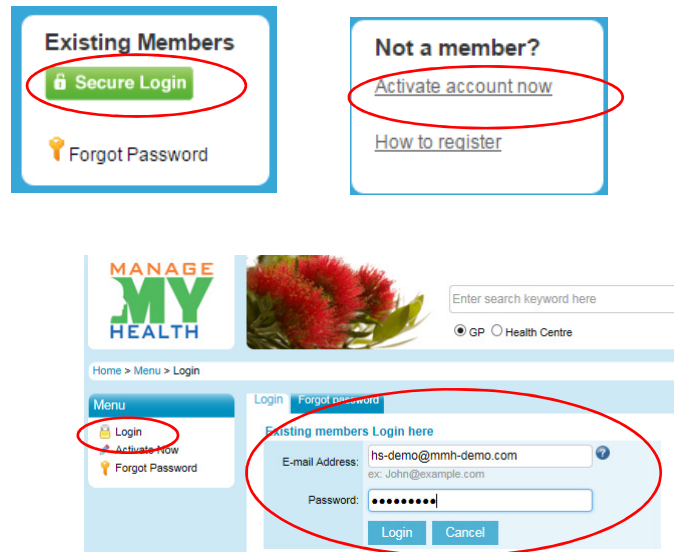 Existing Members
Secure Login
Forgot Password
Not a member?
Activate account now
How to register
MANAGE
MY
HEALTH
Enter search keyword here
GP Health Centre
Home > Menu > Login
Menu
Login
Activate Now
Forgot Password
Login Forgot password
Existing members Login here
E-mail Address: hs-demo@mmh-demo.com
ex: John@example.com
Password: •••••••••
Login Cancel